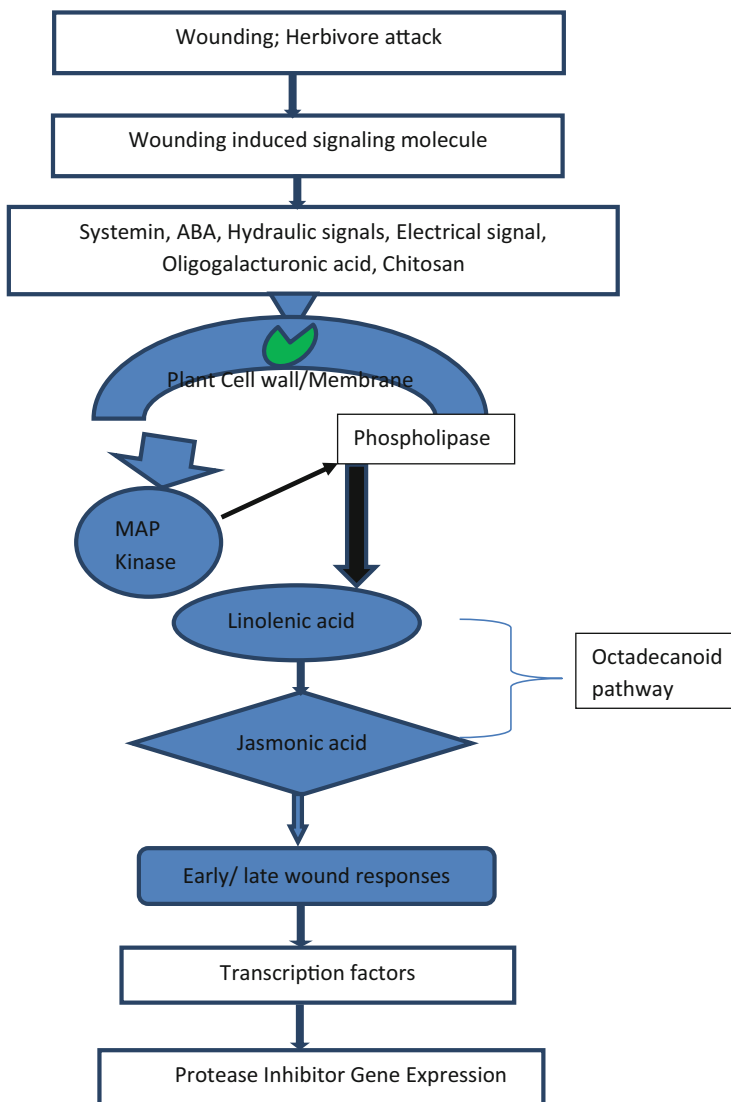 Wounding; Herbivore attack
Wounding induced signaling molecule
Systemin, ABA, Hydraulic signals, Electrical signal,
Oligogalacturonic acid, Chitosan
Plant Cell wall/Membrane
Phospholipase
MAP
Kinase
Linolenic acid
Octadecanoid
pathway
Jasmonic acid
Early/ late wound responses
Transcription factors
Protease Inhibitor Gene Expression